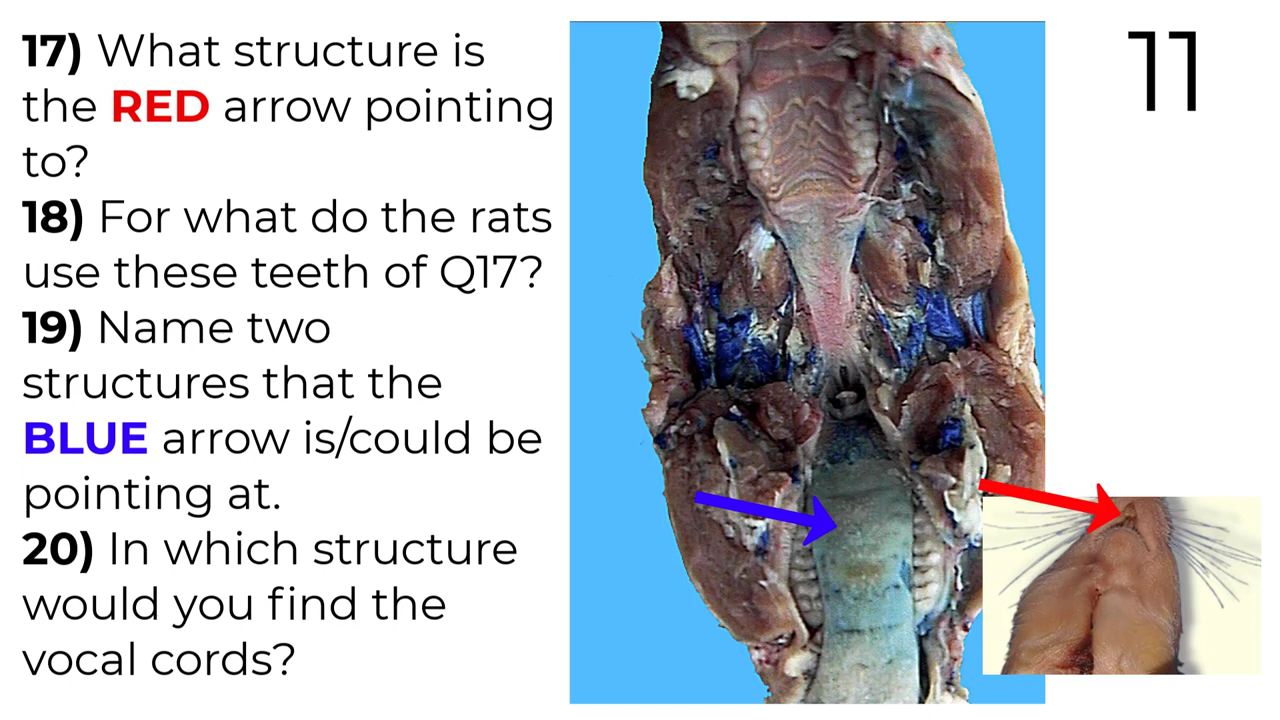 17) What structure is
the RED arrow pointing
to?
18) For what do the rats
use these teeth of Q17?
19) Name two
structures that the
BLUE arrow is/could be
pointing at.
20) In which structure
would you find the
vocal cords?
11